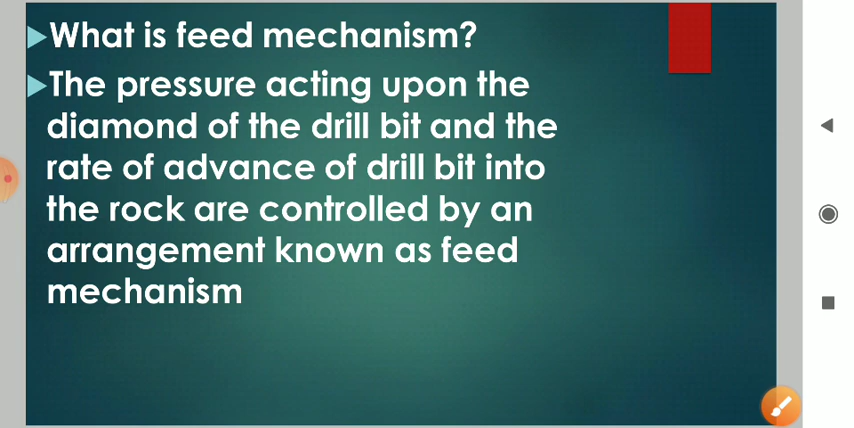 What is feed mechanism?
The pressure acting upon the
diamond of the drill bit and the
rate of advance of drill bit into
the rock are controlled by an
arrangement known as feed
mechanism